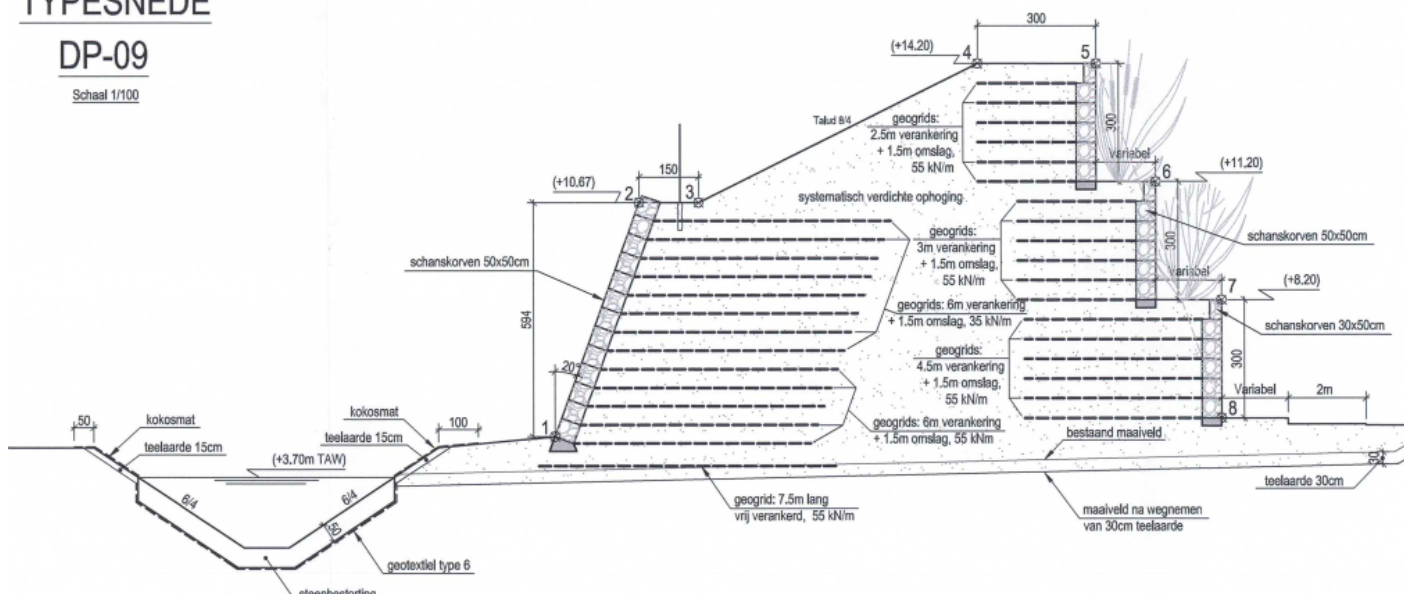 TYPESNEDE
DP-09
Schaal 1/100
300
(+14.20)
4
5
Talud 8/4
geogrids:
2.5m verankering
+ 1.5m omslag,
55 kN/m
300
variabel
150
(+10.67)
2
3
6
(+11.20)
systematisch verdichte ophoging
geogrids:
3m verankering
+ 1.5m omslag,
55 kN/m
300
schanskorven 50x50cm
schanskorven 50x50cm
Variabel
7
(+8.20)
594
geogrids: 6m verankering
+ 1.5m omslag, 35 kN/m
schanskorven 30x50cm
geogrids:
4.5m verankering
+ 1.5m omslag,
55 kN/m
300
20°
Variabel
2m
8
50
kokosmat
kokosmat
100
1
geogrids: 6m verankering
+ 1.5m omslag, 55 kNm
teelaarde 15cm
teelaarde 15cm
bestaand maaiveld
(+3.70m TAW)
30
teelaarde 30cm
6/4
6/4
50
geogrid: 7.5m lang
vrij verankerd, 55 kN/m
maaiveld na wegnemen
van 30cm teelaarde
geotextiel type 6
steenbestorting